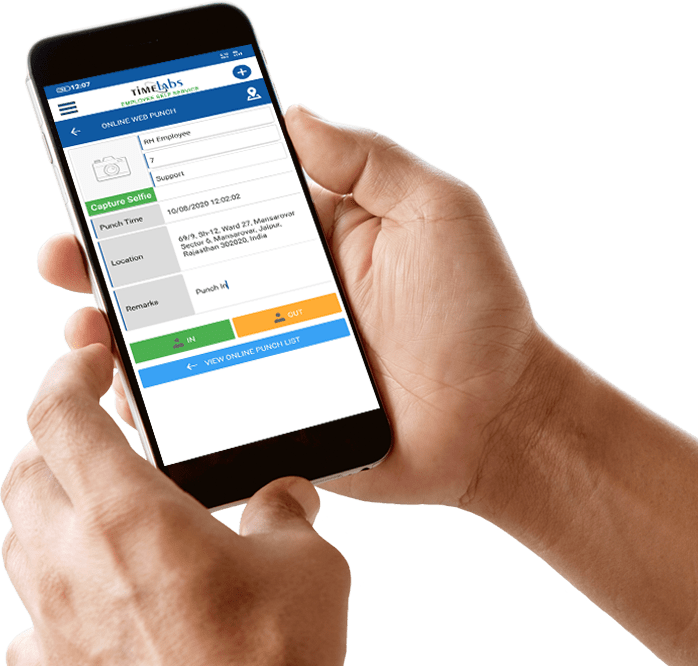 12:07
TIMElabs
EMPLOYEE SELF SERVICE
ONLINE WEB PUNCH
RH Employee
7
Support
Capture Selfie
Punch Time
10/08/2020 12:02:02
Location
69/9, Sh-12, Ward 27, Mansarovar
Sector 6, Mansarovar, Jaipur,
Rajasthan 302020, India
Remarks
Punch In
IN
OUT
VIEW ONLINE PUNCH LIST